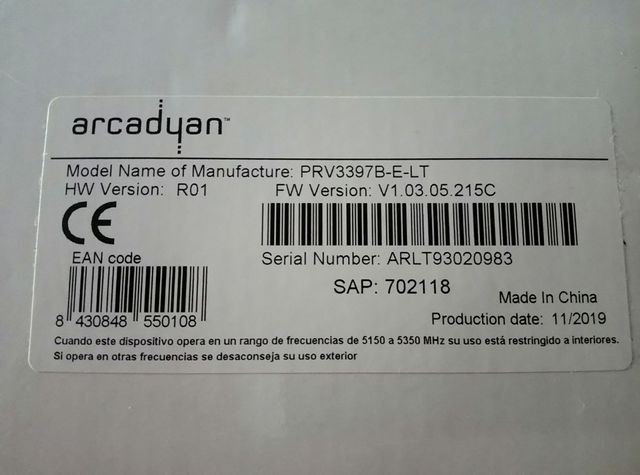 arcadyan™
Model Name of Manufacture: PRV3397B-E-LT
HW Version: R01 FW Version: V1.03.05.215C
CE
EAN code
Serial Number: ARLT93020983
SAP: 702118
Made In China
8 430848 550108
Production date: 11/2019
Cuando este dispositivo opera en un rango de frecuencias de 5150 a 5350 MHz su uso está restringido a interiores.
Si opera en otras frecuencias se desaconseja su uso exterior